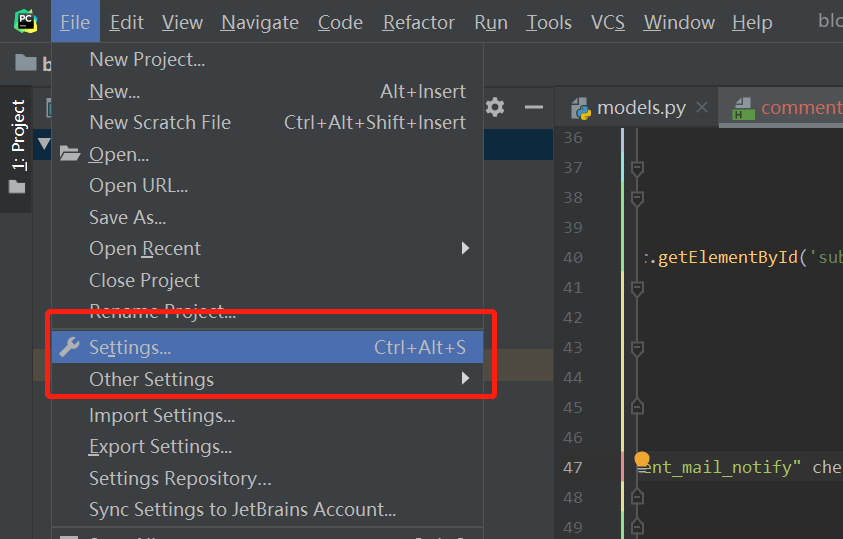 PC File Edit View Navigate Code Refactor Run Tools VCS Window Help blo
b
New Project...
New... Alt+Insert
New Scratch File Ctrl+Alt+Shift+Insert
Open...
Open URL...
Save As...
Open Recent
Close Project
Rename Project...
Settings... Ctrl+Alt+S
Other Settings
Import Settings...
Export Settings...
Settings Repository...
Sync Settings to JetBrains Account...
1: Project
models.py comment
H
36
37
38
39
40 .getElementById('sub
41
42
43
44
45
46
47 ent_mail_notify" che
48
49